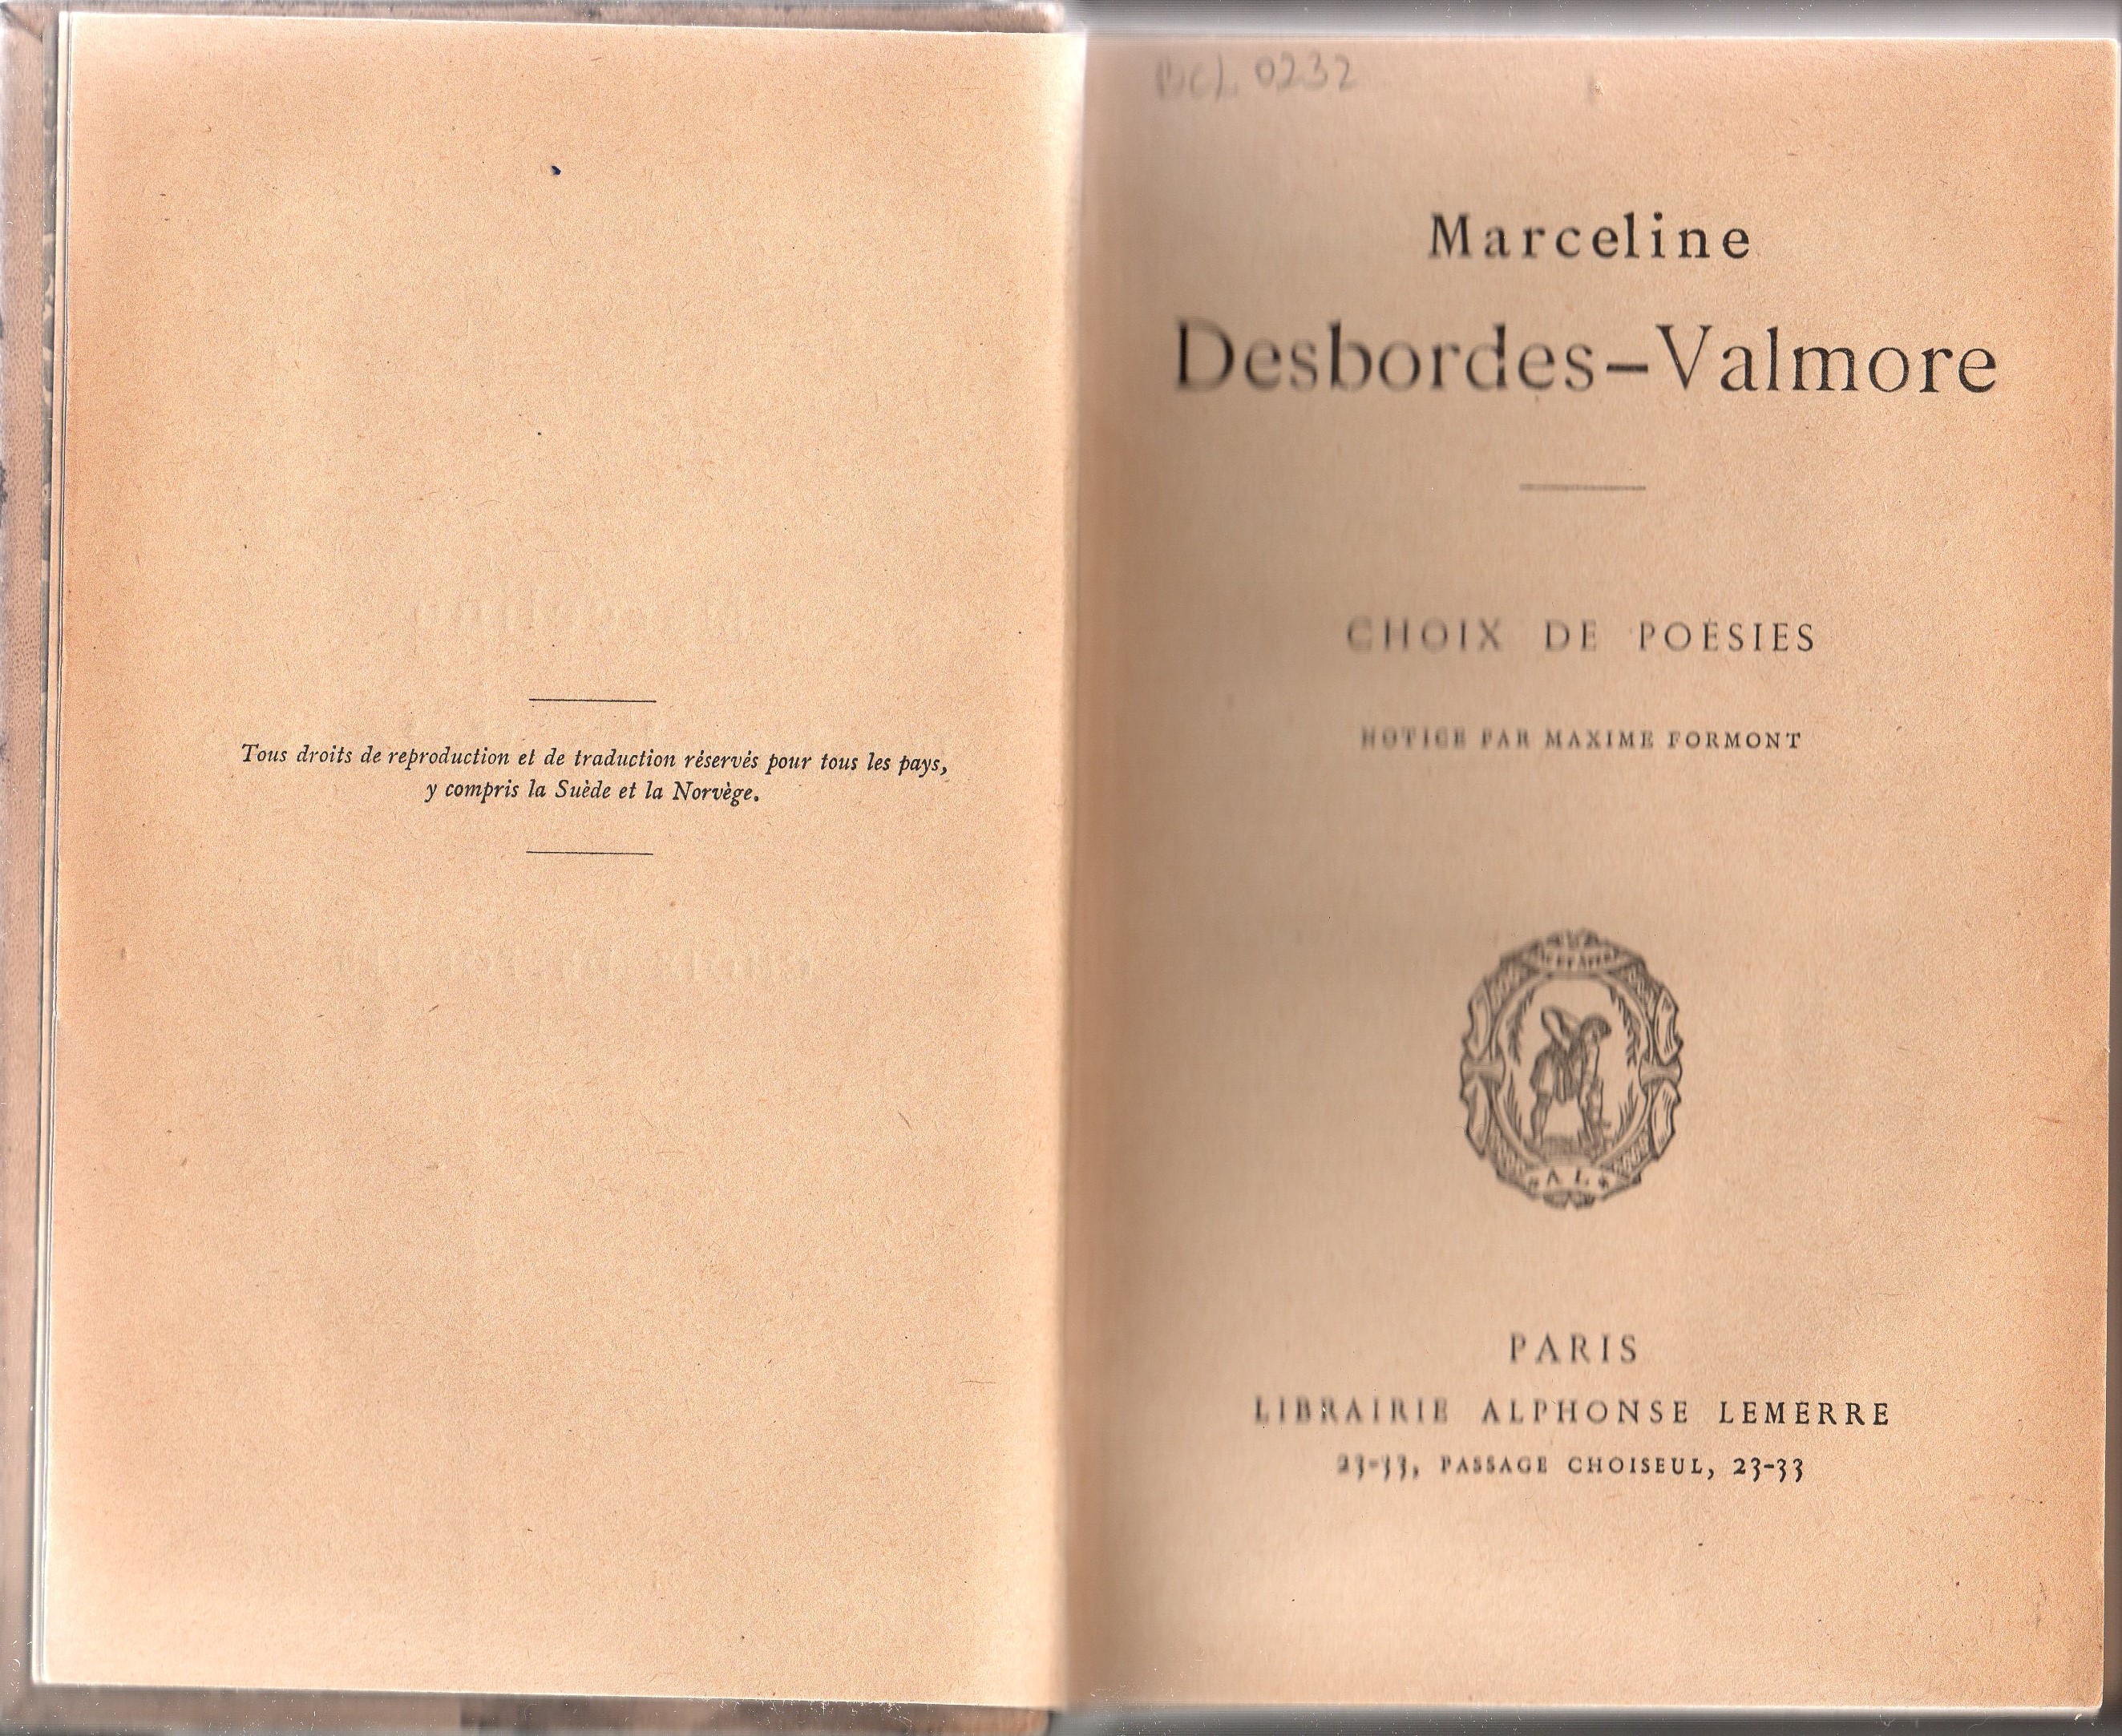 Tous droits de reproduction et de traduction réservés pour tous les pays,
y compris la Suède et la Norvège.
0232
Marceline
Desbordes-Valmore
CHOIX DE POÉSIES
NOTICE PAR MAXIME FORMONT
A L
PARIS
LIBRAIRIE ALPHONSE LEMERRE
23-33, PASSAGE CHOISEUL, 23-33